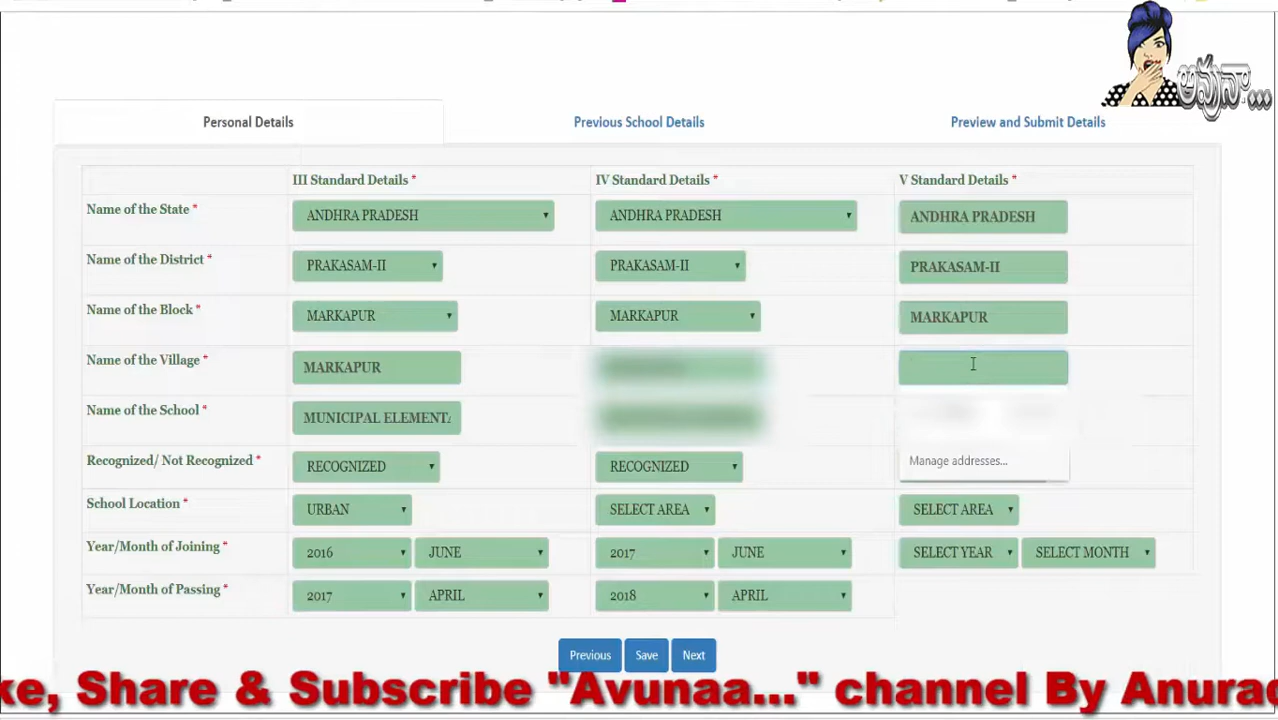 అవునా...
Personal Details
Previous School Details
Preview and Submit Details
III Standard Details *
IV Standard Details *
V Standard Details *
Name of the State *
ANDHRA PRADESH
ANDHRA PRADESH
ANDHRA PRADESH
Name of the District *
PRAKASAM-II
PRAKASAM-II
PRAKASAM-II
Name of the Block *
MARKAPUR
MARKAPUR
MARKAPUR
Name of the Village *
MARKAPUR
Name of the School *
MUNICIPAL ELEMENT
Recognized/ Not Recognized *
RECOGNIZED
RECOGNIZED
Manage addresses...
School Location *
URBAN
SELECT AREA
SELECT AREA
Year/Month of Joining *
2016
JUNE
2017
JUNE
SELECT YEAR
SELECT MONTH
Year/Month of Passing *
2017
APRIL
2018
APRIL
Previous
Save
Next
ke, Share & Subscribe "Avunaa..." channel By Anurad